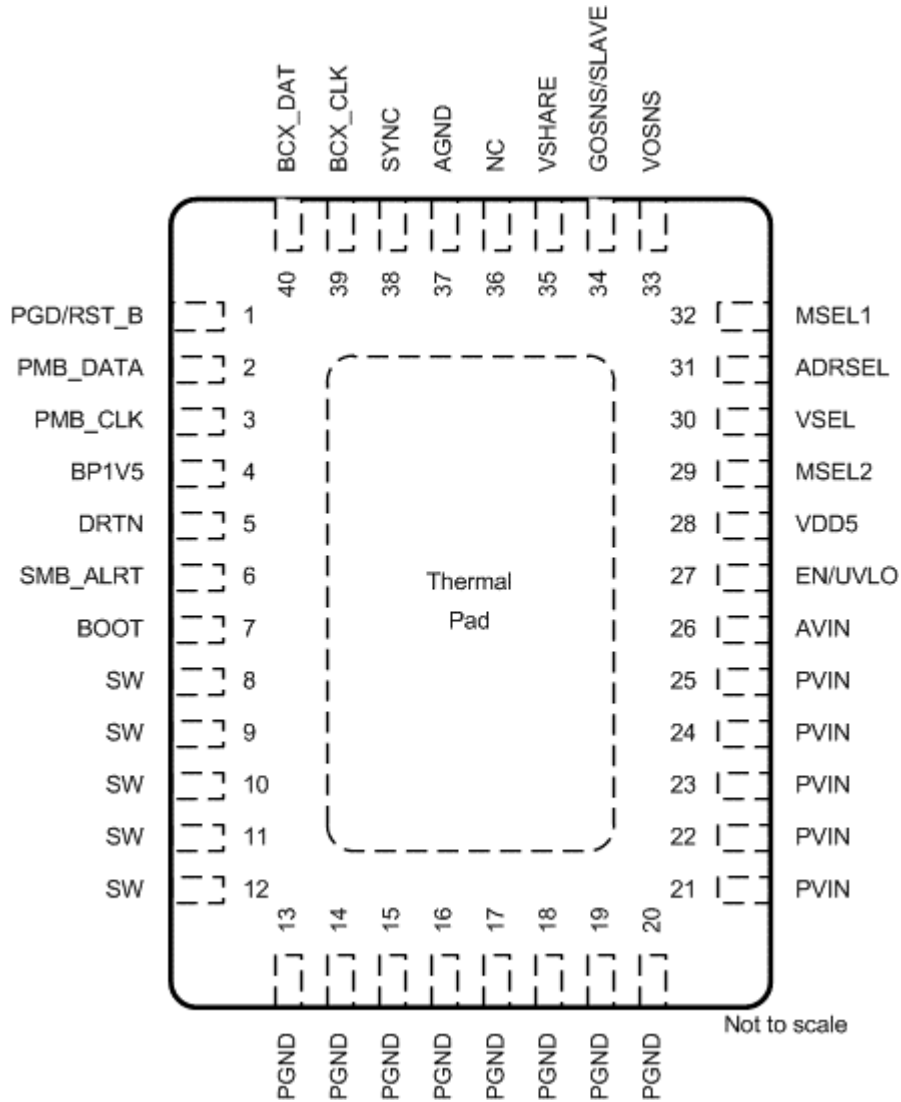 BCX_DAT
BCX_CLK
SYNC
AGND
NC
VSHARE
GOSNS/SLAVE
VOSNS
40
39
38
37
36
35
34
33
PGD/RST_B 1
PMB_DATA 2
PMB_CLK 3
BP1V5 4
DRTN 5
SMB_ALRT 6
BOOT 7
SW 8
SW 9
SW 10
SW 11
SW 12
Thermal
Pad
32 MSEL1
31 ADRSEL
30 VSEL
29 MSEL2
28 VDD5
27 EN/UVLO
26 AVIN
25 PVIN
24 PVIN
23 PVIN
22 PVIN
21 PVIN
13
14
15
16
17
18
19
20
PGND
PGND
PGND
PGND
PGND
PGND
PGND
PGND
Not to scale